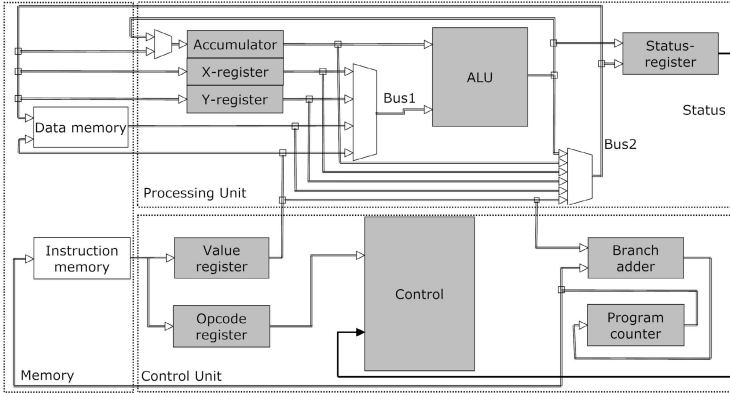 Accumulator
X-register
Y-register
ALU
Status-
register
Bus1
Status
Data memory
Bus2
Processing Unit
Instruction
memory
Value
register
Control
Branch
adder
Opcode
register
Program
counter
Memory
Control Unit